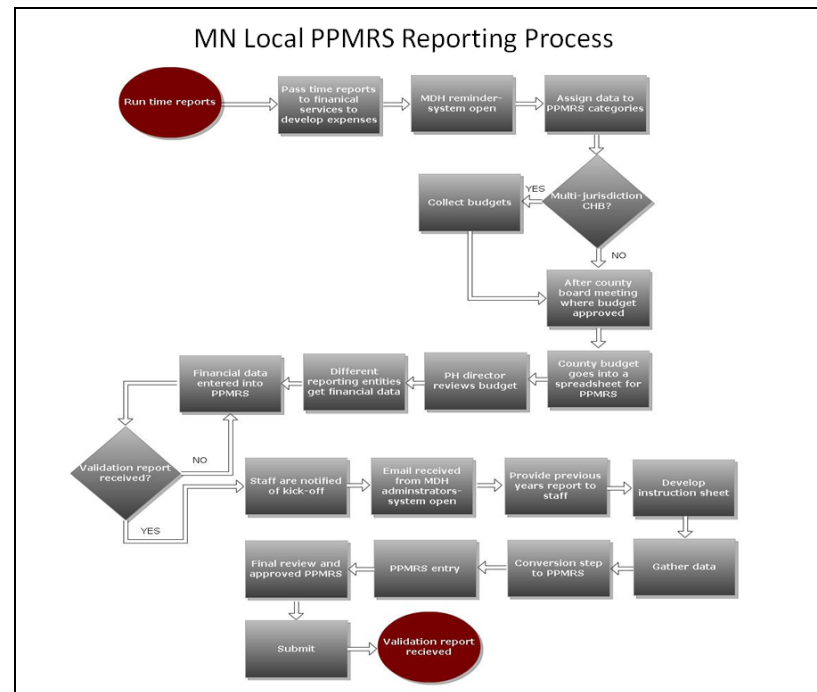 MN Local PPMRS Reporting Process
Run time reports
Pass time reports
to finanical
services to
develop expenses
MDH reminder-
system open
Assign data to
PPMRS categories
Multi-jurisdiction
CHB?
YES
Collect budgets
NO
After county
board meeting
where budget
approved
County budget
goes into a
spreadsheet for
PPMRS
PH director
reviews budget
Different
reporting entities
get financial data
Financial data
entered into
PPMRS
Validation report
received?
NO
YES
Staff are notified
of kick-off
Email received
from MDH
adminstrators-
system open
Provide previous
years report to
staff
Develop
instruction sheet
Gather data
Conversion step
to PPMRS
PPMRS entry
Final review and
approved PPMRS
Submit
Validation report
recieved